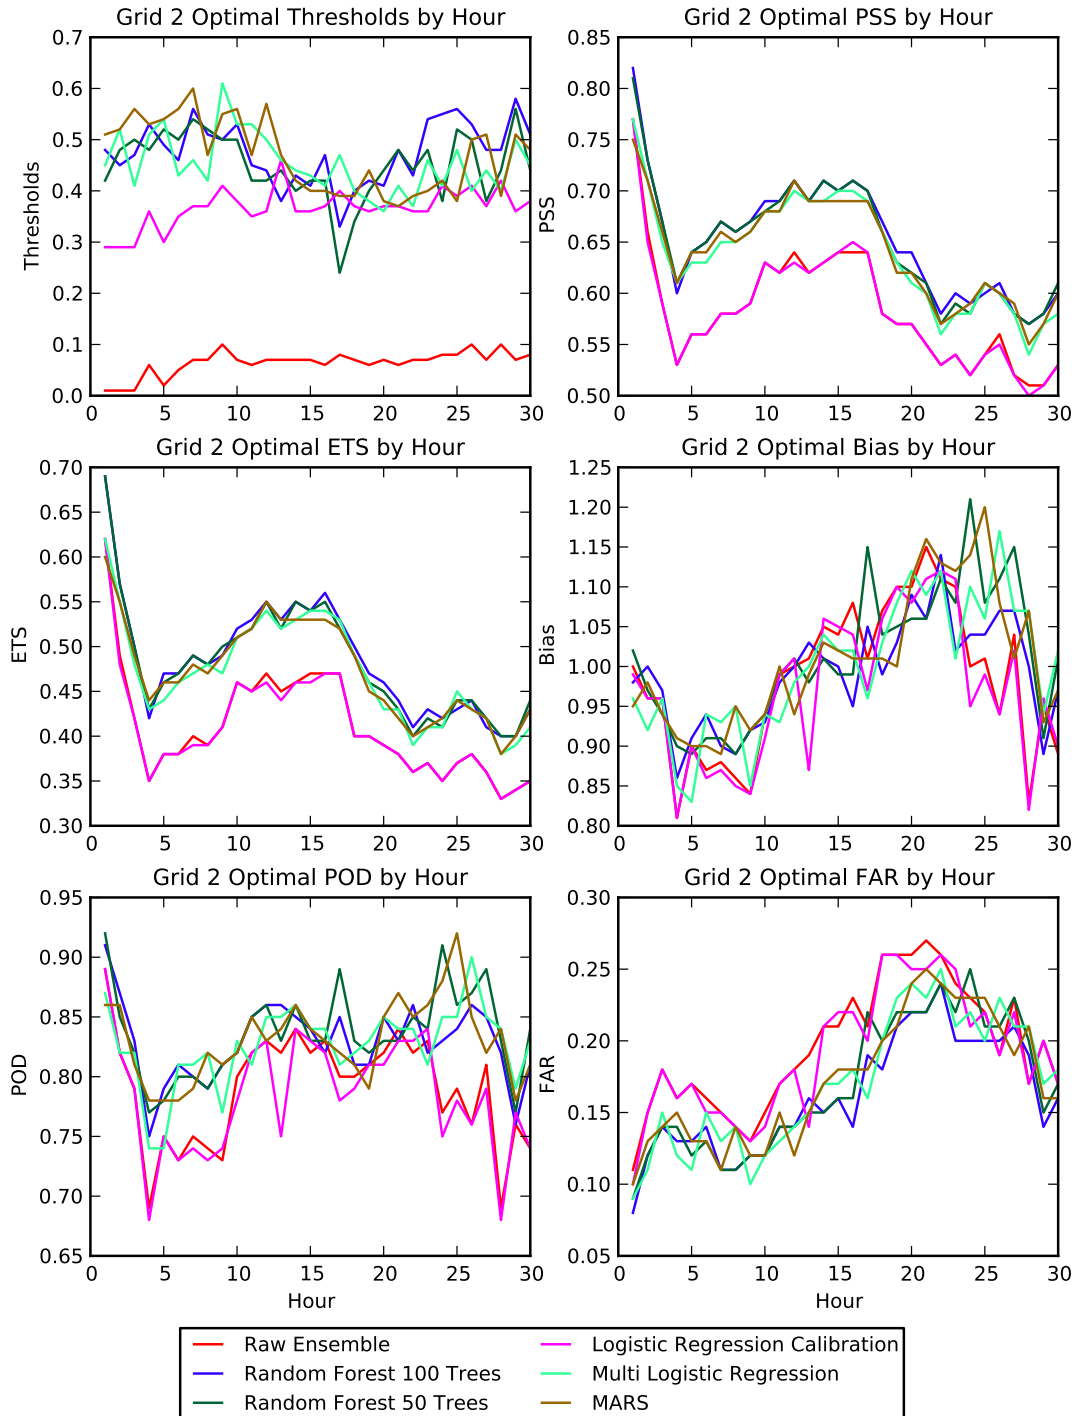 Grid 2 Optimal Thresholds by Hour
Thresholds
0.7
0.6
0.5
0.4
0.3
0.2
0.1
0.0
0 5 10 15 20 25 30
Grid 2 Optimal PSS by Hour
PSS
0.85
0.80
0.75
0.70
0.65
0.60
0.55
0.50
0 5 10 15 20 25 30
Grid 2 Optimal ETS by Hour
ETS
0.70
0.65
0.60
0.55
0.50
0.45
0.40
0.35
0.30
0 5 10 15 20 25 30
Grid 2 Optimal Bias by Hour
Bias
1.25
1.20
1.15
1.10
1.05
1.00
0.95
0.90
0.85
0.80
0 5 10 15 20 25 30
Grid 2 Optimal POD by Hour
POD
0.95
0.90
0.85
0.80
0.75
0.70
0.65
0 5 10 15 20 25 30
Hour
Grid 2 Optimal FAR by Hour
FAR
0.30
0.25
0.20
0.15
0.10
0.05
0 5 10 15 20 25 30
Hour
Raw Ensemble
Random Forest 100 Trees
Random Forest 50 Trees
Logistic Regression Calibration
Multi Logistic Regression
MARS